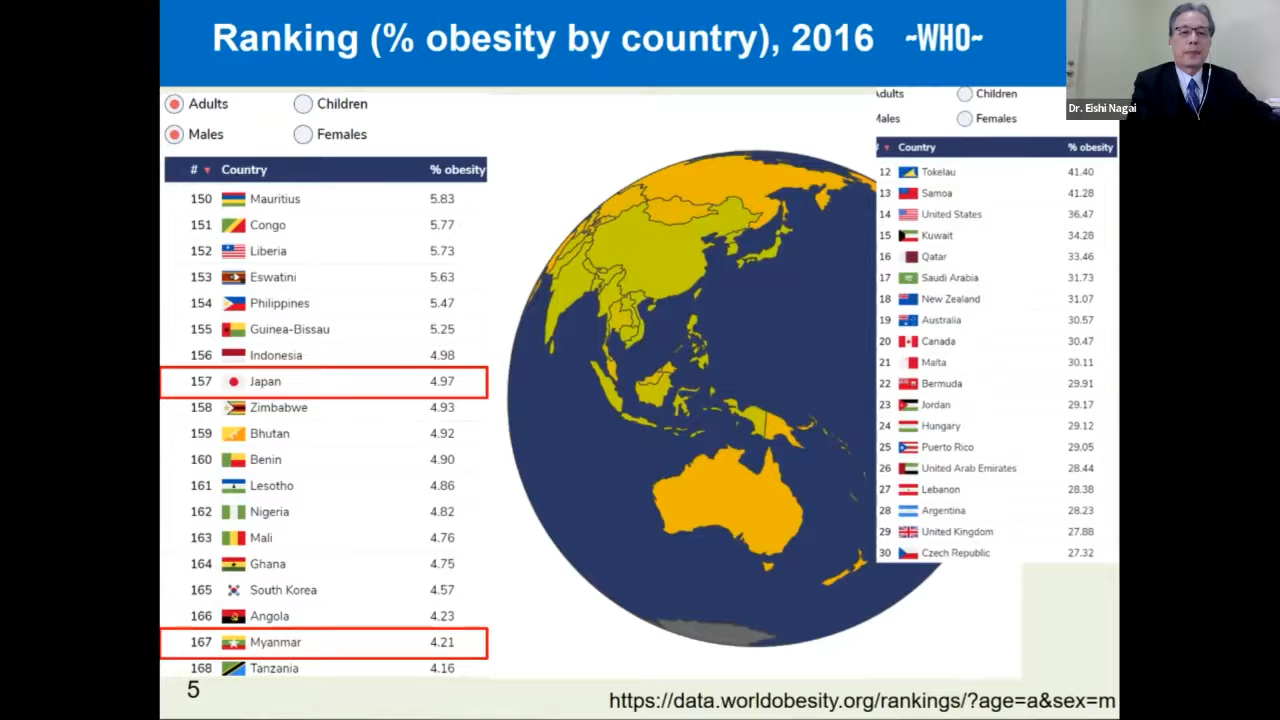 Ranking (% obesity by country), 2016 ~WHO~
Dr. Eishi Nagai
Adults Children
Males Females
# Country % obesity
150 Mauritius 5.83
151 Congo 5.77
152 Liberia 5.73
153 Eswatini 5.63
154 Philippines 5.47
155 Guinea-Bissau 5.25
156 Indonesia 4.98
157 Japan 4.97
158 Zimbabwe 4.93
159 Bhutan 4.92
160 Benin 4.90
161 Lesotho 4.86
162 Nigeria 4.82
163 Mali 4.76
164 Ghana 4.75
165 South Korea 4.57
166 Angola 4.23
167 Myanmar 4.21
168 Tanzania 4.16
Adults Children
Males Females
# Country % obesity
12 Tokelau 41.40
13 Samoa 41.28
14 United States 36.47
15 Kuwait 34.28
16 Qatar 33.46
17 Saudi Arabia 31.73
18 New Zealand 31.07
19 Australia 30.57
20 Canada 30.47
21 Malta 30.11
22 Bermuda 29.91
23 Jordan 29.17
24 Hungary 29.12
25 Puerto Rico 29.05
26 United Arab Emirates 28.44
27 Lebanon 28.38
28 Argentina 28.23
29 United Kingdom 27.88
30 Czech Republic 27.32
5
https://data.worldobesity.org/rankings/?age=a&sex=m